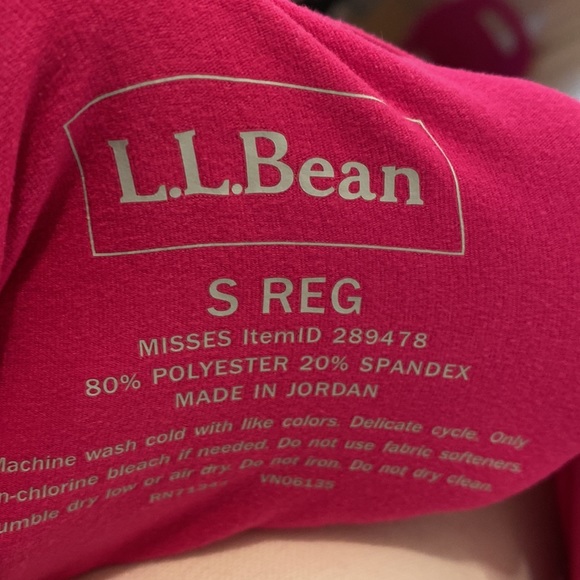 L.L.Bean
S REG
MISSES ItemID 289478
80% POLYESTER 20% SPANDEX
MADE IN JORDAN
Machine wash cold with like colors. Delicate cycle. Only
n-chlorine bleach if needed. Do not use fabric softeners.
umble dry low or air dry. Do not iron. Do not dry clean.
VN06135